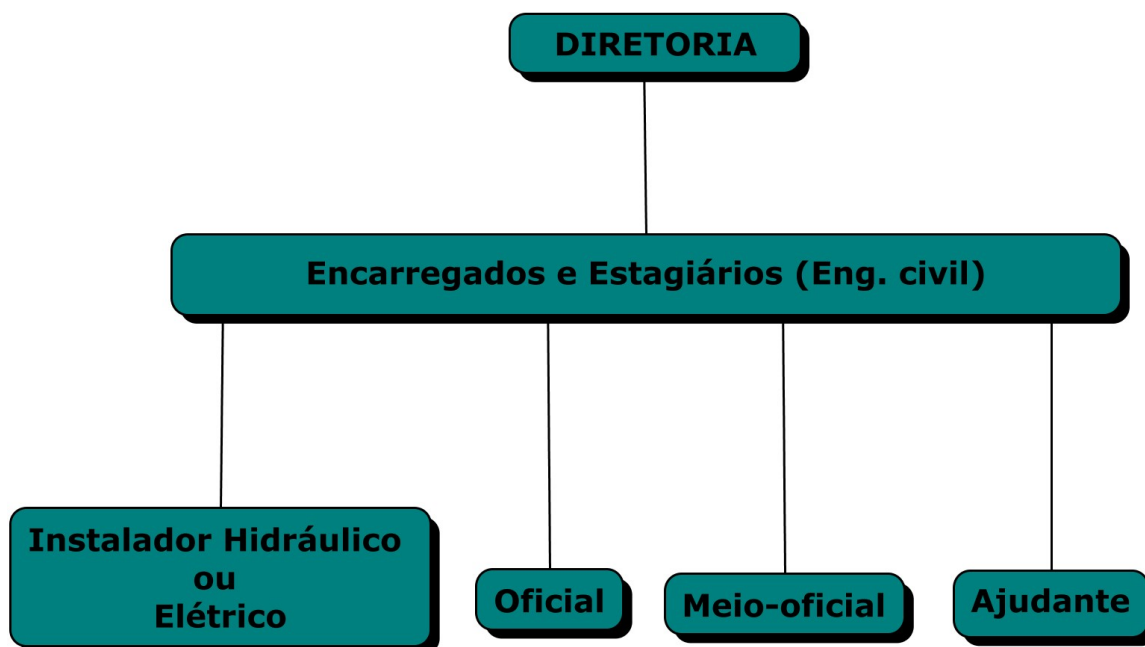 DIRETORIA
Encarregados e Estagiários (Eng. civil)
Instalador Hidráulico
ou
Elétrico
Oficial
Meio-oficial
Ajudante